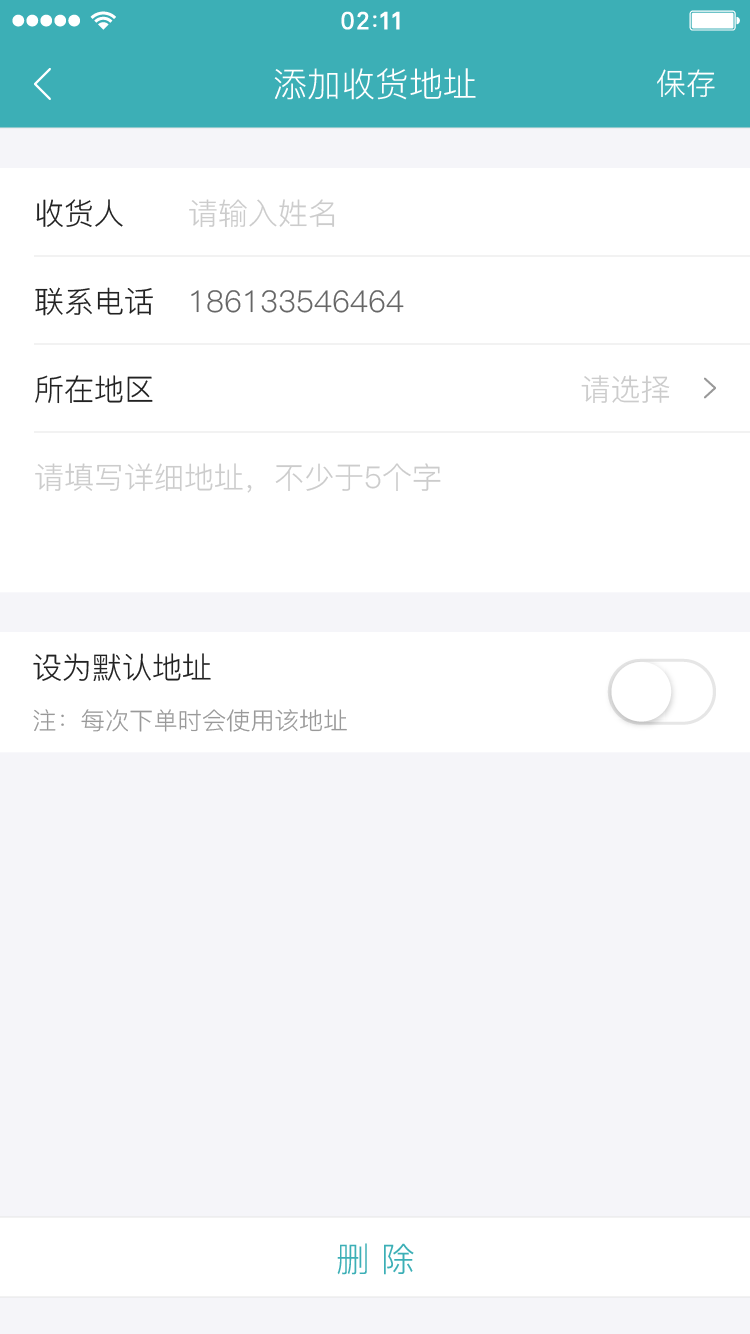 02:11
添加收货地址 保存
收货人 请输入姓名
联系电话 186133546464
所在地区 请选择
请填写详细地址，不少于5个字
设为默认地址
注：每次下单时会使用该地址
删 除